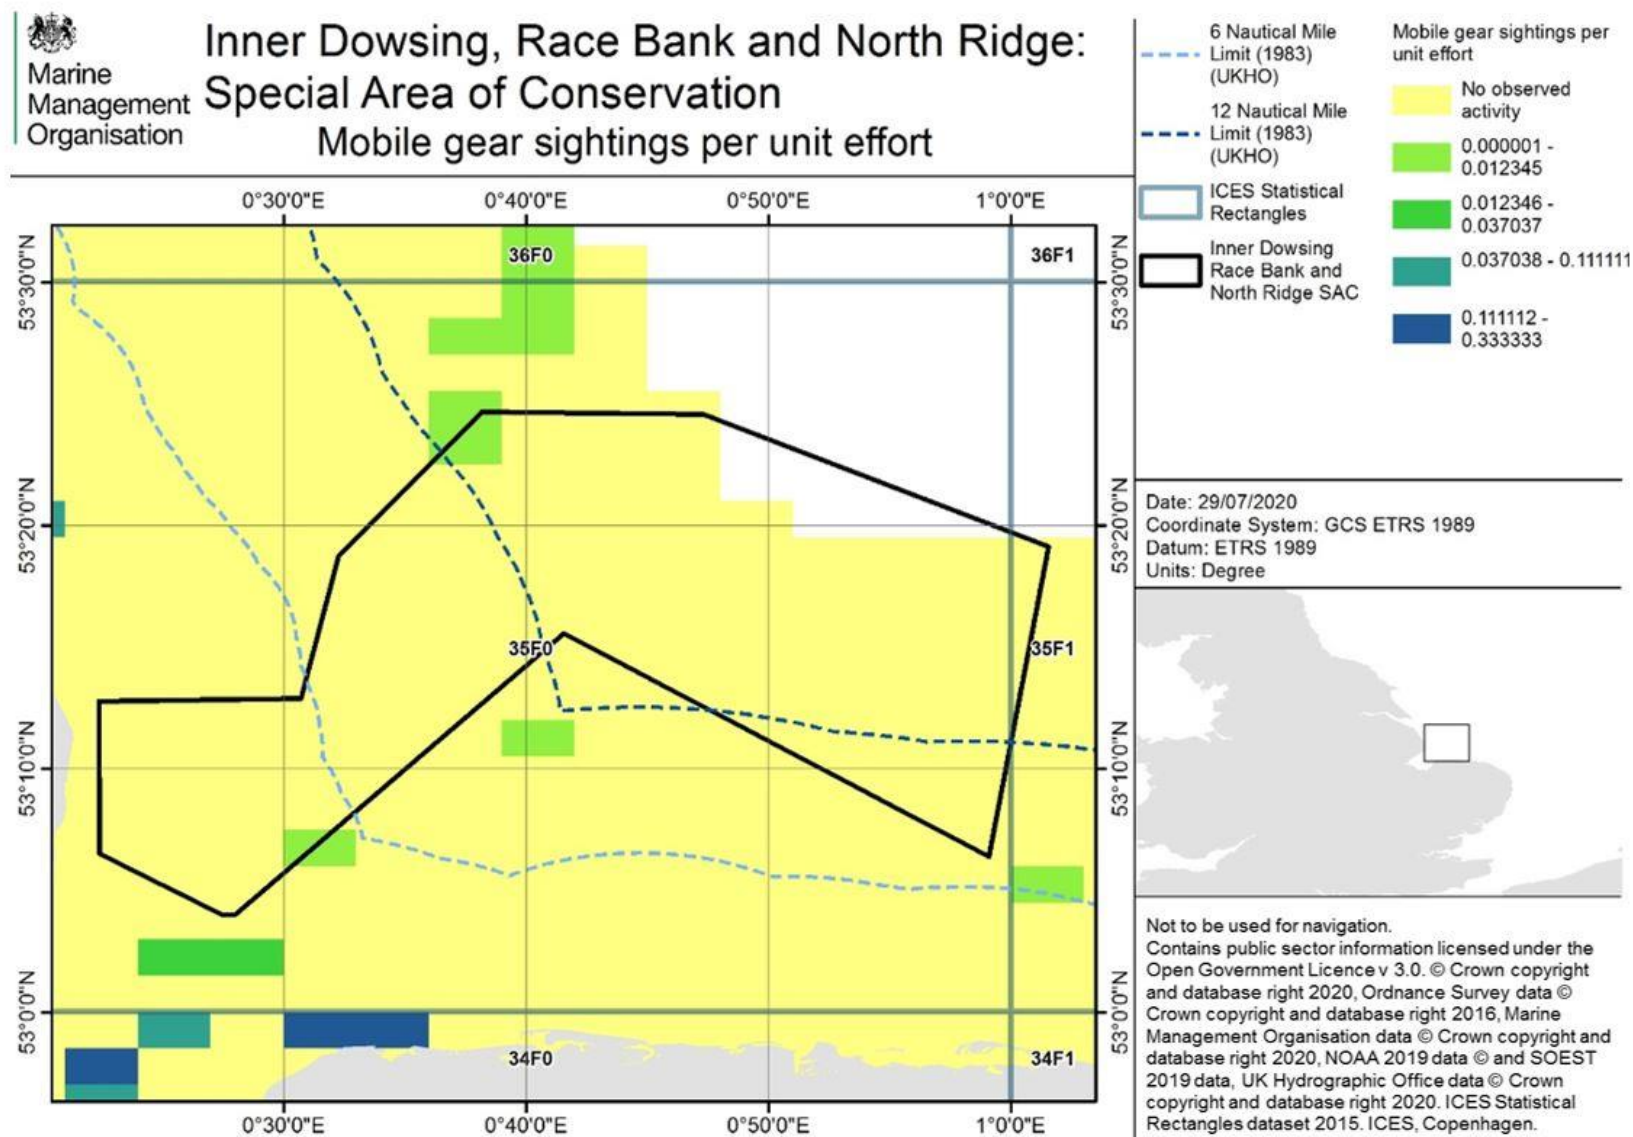 Marine
Management
Organisation
Inner Dowsing, Race Bank and North Ridge:
Special Area of Conservation
Mobile gear sightings per unit effort
0°30'0"E
0°40'0"E
0°50'0"E
1°00'0"E
53°30'0"N
53°20'0"N
53°10'0"N
53°0'0"N
36F0
36F1
35F0
35F1
34F0
34F1
53°30'0"N
53°20'0"N
53°10'0"N
53°0'0"N
0°30'0"E
0°40'0"E
0°50'0"E
1°00'0"E
6 Nautical Mile
Limit (1983)
(UKHO)
12 Nautical Mile
Limit (1983)
(UKHO)
ICES Statistical
Rectangles
Inner Dowsing
Race Bank and
North Ridge SAC
Mobile gear sightings per
unit effort
No observed
activity
0.000001 -
0.012345
0.012346 -
0.037037
0.037038 - 0.111111
0.111112 -
0.333333
Date: 29/07/2020
Coordinate System: GCS ETRS 1989
Datum: ETRS 1989
Units: Degree
Not to be used for navigation.
Contains public sector information licensed under the
Open Government Licence v 3.0. © Crown copyright
and database right 2020, Ordnance Survey data ©
Crown copyright and database right 2016, Marine
Management Organisation data © Crown copyright and
database right 2020, NOAA 2019 data © and SOEST
2019 data, UK Hydrographic Office data © Crown
copyright and database right 2020. ICES Statistical
Rectangles dataset 2015. ICES, Copenhagen.